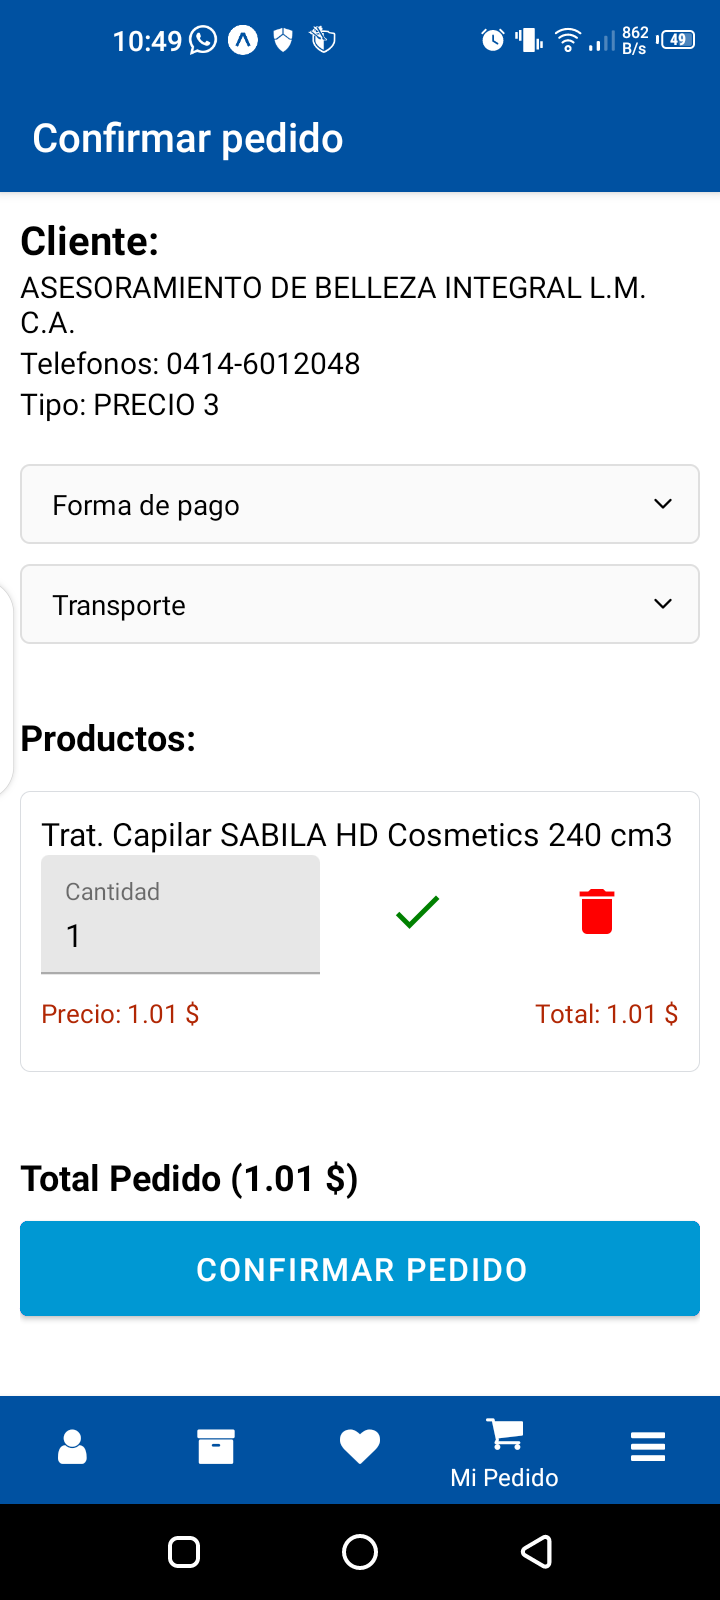 10:49
862
B/s
49
Confirmar pedido
Cliente:
ASESORAMIENTO DE BELLEZA INTEGRAL L.M.
C.A.
Telefonos: 0414-6012048
Tipo: PRECIO 3
Forma de pago
Transporte
Productos:
Trat. Capilar SABILA HD Cosmetics 240 cm3
Cantidad
1
Precio: 1.01 $
Total: 1.01 $
Total Pedido (1.01 $)
CONFIRMAR PEDIDO
Mi Pedido